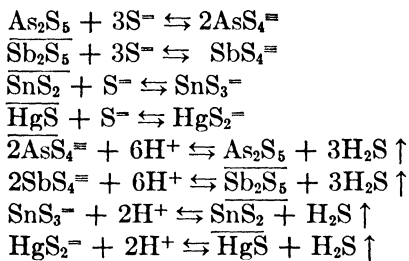 As₂S₅ + 3S⁼ ⇆ 2AsS₄≡
Sb₂S₅ + 3S⁼ ⇆ SbS₄≡
SnS₂ + S⁼ ⇆ SnS₃⁻
HgS + S⁼ ⇆ HgS₂⁻
2AsS₄≡ + 6H⁺ ⇆ As₂S₅ + 3H₂S ↑
2SbS₄≡ + 6H⁺ ⇆ Sb₂S₅ + 3H₂S ↑
SnS₃⁻ + 2H⁺ ⇆ SnS₂ + H₂S ↑
HgS₂⁻ + 2H⁺ ⇆ HgS + H₂S ↑